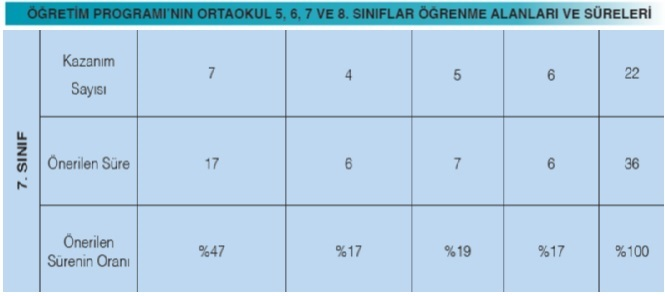 ÖĞRETİM PROGRAMI'NIN ORTAOKUL 5, 6, 7 VE 8. SINIFLAR ÖĞRENME ALANLARI VE SÜRELERİ
7. SINIF
Kazanım
Sayısı
7 4 5 6 22
Önerilen Süre 17 6 7 6 36
Önerilen
Sürenin Oranı
%47 %17 %19 %17 %100